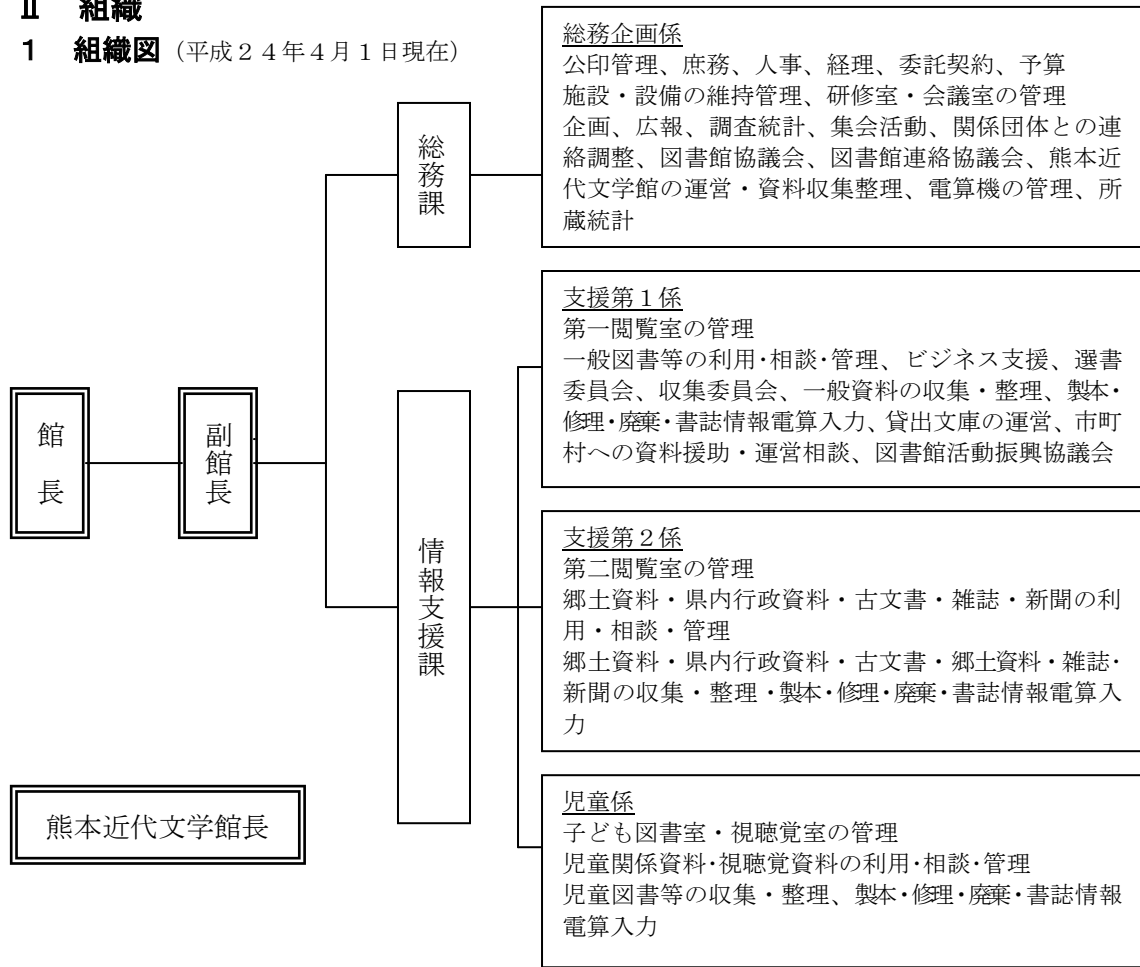 Ⅱ 組織
1 組織図（平成２４年４月１日現在）
総務企画係
公印管理、庶務、人事、経理、委託契約、予算
施設・設備の維持管理、研修室・会議室の管理
企画、広報、調査統計、集会活動、関係団体との連
絡調整、図書館協議会、図書館連絡協議会、熊本近
代文学館の運営・資料収集整理、電算機の管理、所
蔵統計
総務課
支援第１係
第一閲覧室の管理
一般図書等の利用・相談・管理、ビジネス支援、選書
委員会、収集委員会、一般資料の収集・整理、製本・
修理・廃棄・書誌情報電算入力、貸出文庫の運営、市町
村への資料援助・運営相談、図書館活動振興協議会
館長
副館長
情報支援課
支援第２係
第二閲覧室の管理
郷土資料・県内行政資料・古文書・雑誌・新聞の利
用・相談・管理
郷土資料・県内行政資料・古文書・郷土資料・雑誌・
新聞の収集・整理・製本・修理・廃棄・書誌情報電算入
力
児童係
子ども図書室・視聴覚室の管理
児童関係資料・視聴覚資料の利用・相談・管理
児童図書等の収集・整理、製本・修理・廃棄・書誌情報
電算入力
熊本近代文学館長